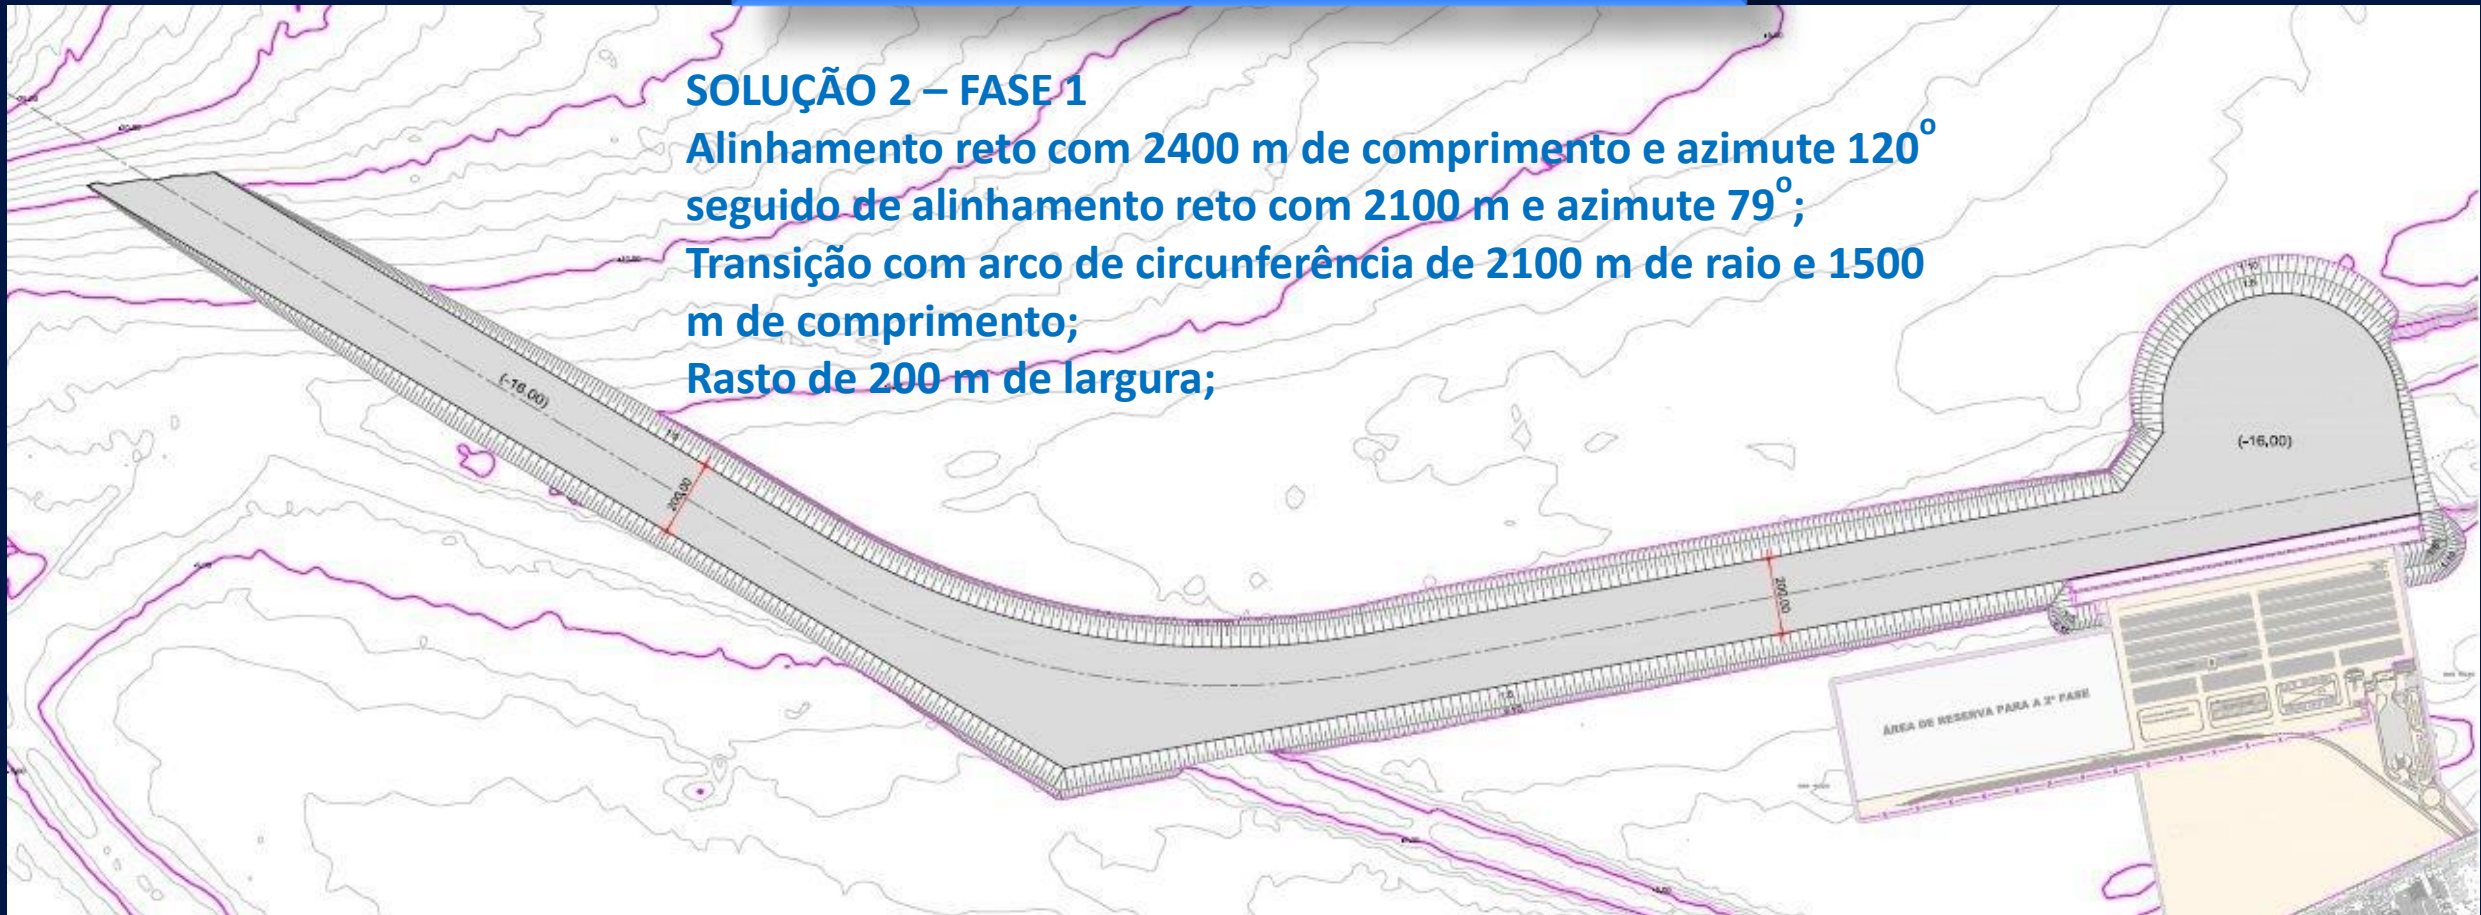 SOLUÇÃO 2 – FASE 1
Alinhamento reto com 2400 m de comprimento e azimute 120º
seguido de alinhamento reto com 2100 m e azimute 79º;
Transição com arco de circunferência de 2100 m de raio e 1500
m de comprimento;
Rasto de 200 m de largura;
(-16.00)
200,00
(-16,00)
200,00
ÁREA DE RESERVA PARA A 2ª FASE